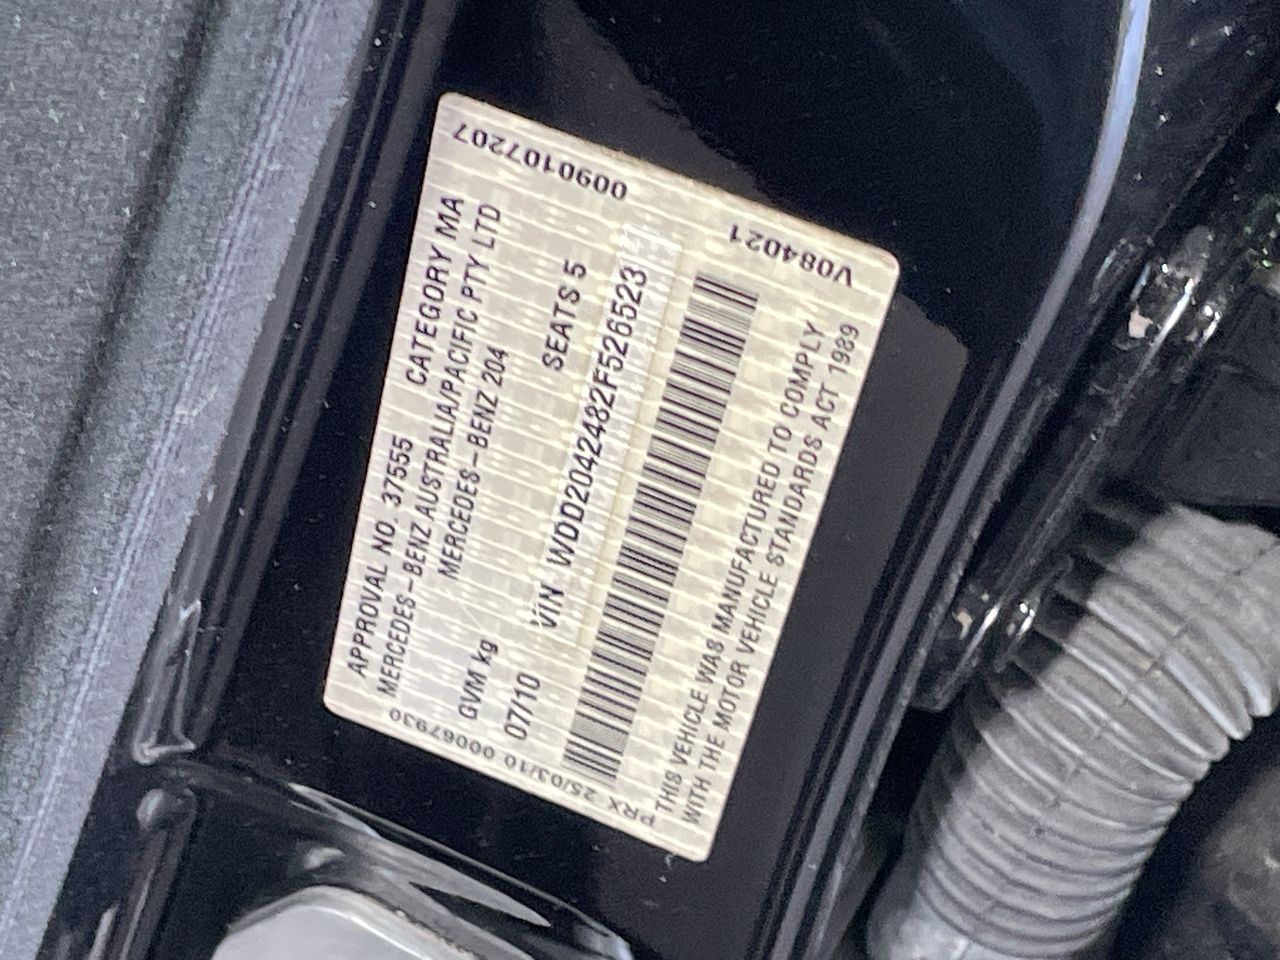 APPROVAL NO. 37555 CATEGORY MA
MERCEDES-BENZ AUSTRALIA/PACIFIC PTY LTD
MERCEDES-BENZ 204
GVM kg
07/10 SEATS 5
VIN WDD2042482F526523
THIS VEHICLE WAS MANUFACTURED TO COMPLY
WITH THE MOTOR VEHICLE STANDARDS ACT 1989
V084021 0090107207
PRX 25/03/10 000679930